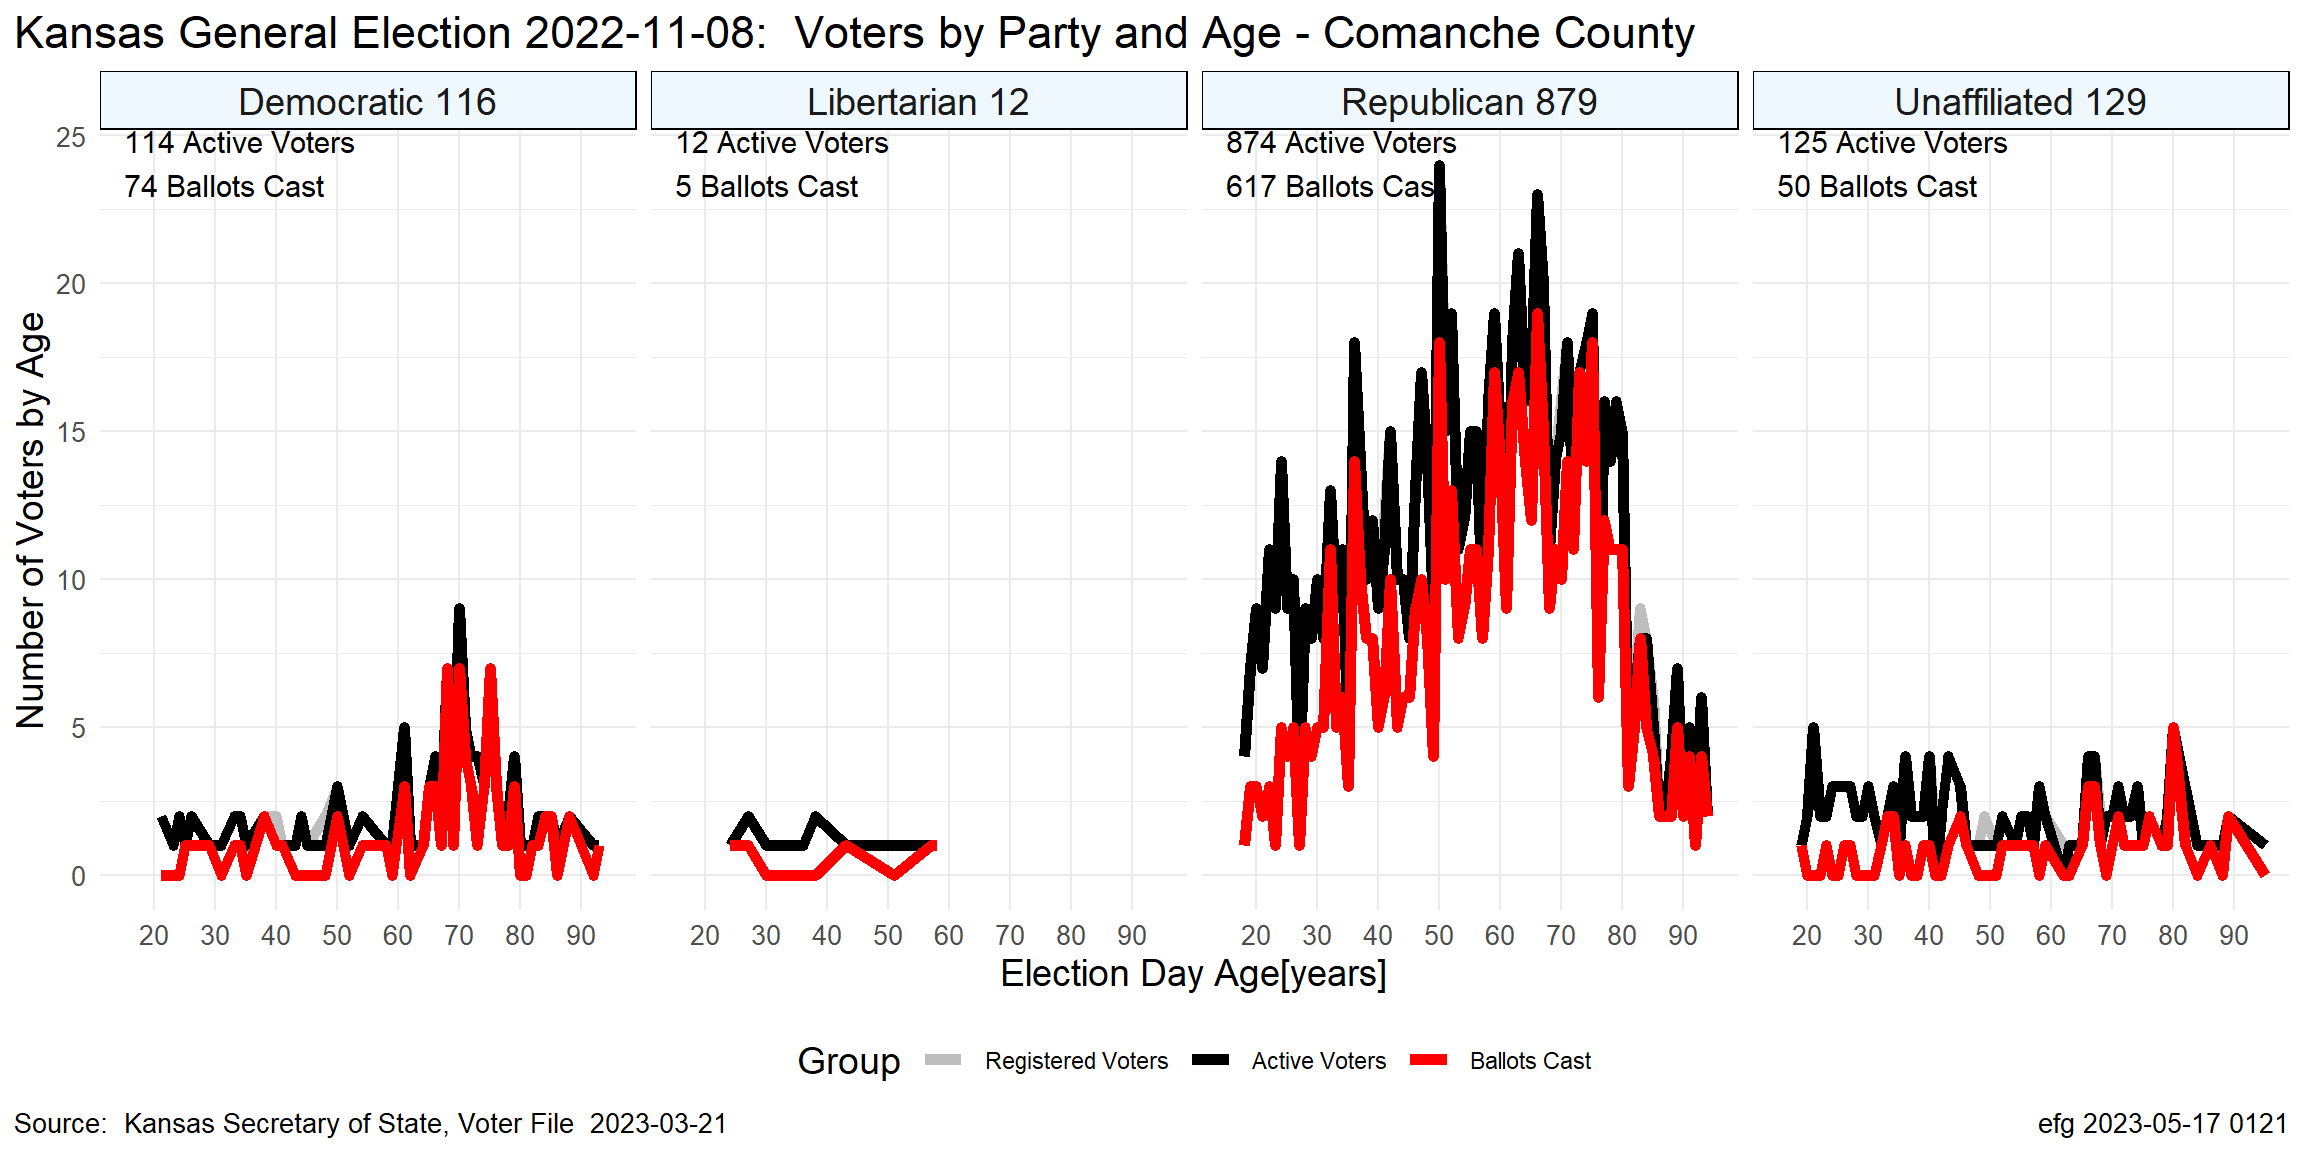 Kansas General Election 2022-11-08:  Voters by Party and Age - Comanche County
Democratic 116
Libertarian 12
Republican 879
Unaffiliated 129
114 Active Voters
74 Ballots Cast
12 Active Voters
5 Ballots Cast
874 Active Voters
617 Ballots Cast
125 Active Voters
50 Ballots Cast
Number of Voters by Age
25
20
15
10
5
0
20 30 40 50 60 70 80 90
20 30 40 50 60 70 80 90
20 30 40 50 60 70 80 90
20 30 40 50 60 70 80 90
Election Day Age[years]
Group Registered Voters Active Voters Ballots Cast
Source:  Kansas Secretary of State, Voter File  2023-03-21
efg 2023-05-17 0121